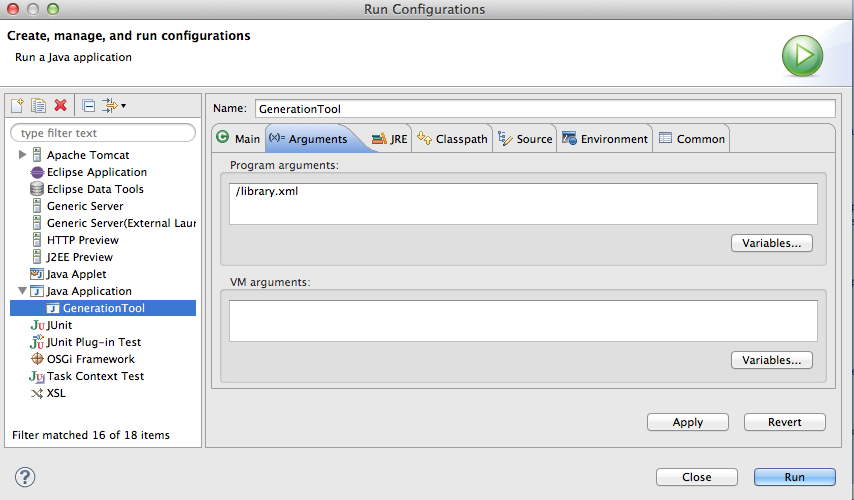 Run Configurations
Create, manage, and run configurations
Run a Java application
type filter text
Apache Tomcat
Eclipse Application
Eclipse Data Tools
Generic Server
Generic Server(External Laur
HTTP Preview
J2EE Preview
Java Applet
Java Application
GenerationTool
JUnit
JUnit Plug-in Test
OSGi Framework
Task Context Test
XSL
Filter matched 16 of 18 items
Name: GenerationTool
Main (x)= Arguments JRE Classpath Source Environment Common
Program arguments:
/library.xml
Variables...
VM arguments:
Variables...
Apply Revert
? Close Run